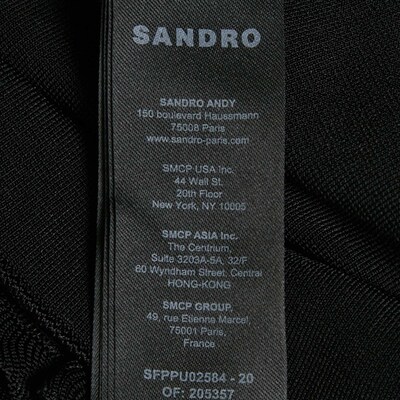 SANDRO
SANDRO ANDY
150 boulevard Haussmann
75008 Paris
www.sandro-paris.com
SMCP USA Inc.
44 Wall St.
20th Floor
New York, NY 10005
SMCP ASIA Inc.
The Centrium,
Suite 3203A-5A, 32/F
60 Wyndham Street, Central
HONG-KONG
SMCP GROUP,
49, rue Etienne Marcel,
75001 Paris,
France
SFPPU02584 - 20
OF: 205357